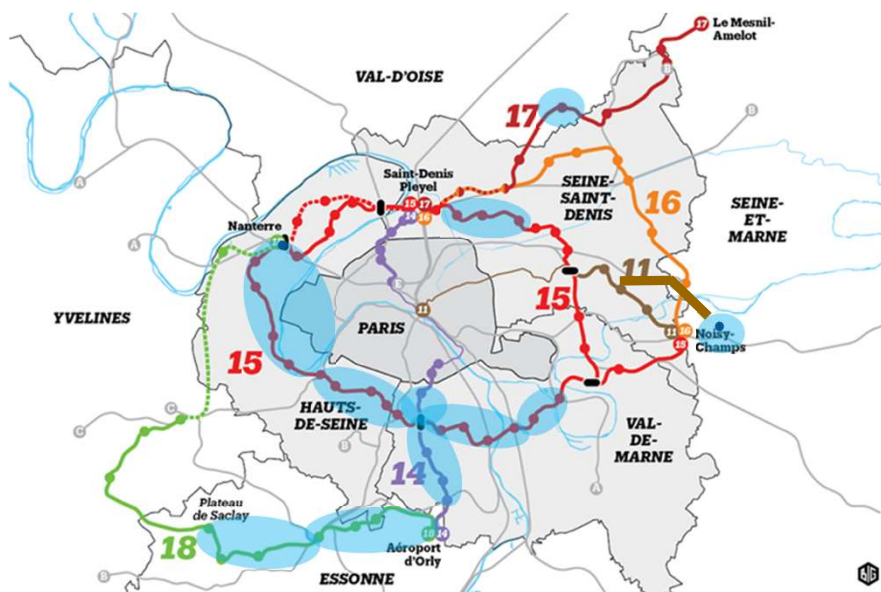 17
Le Mesnil-
Amelot
B
VAL-D'OISE
17
B
A
Saint-Denis
Pleyel
15 17
14 16
SEINE-
SAINT-
DENIS
16
SEINE-
ET-
MARNE
Nanterre
A
E
11
11
15
YVELINES
PARIS
11 16
Noisy-
Champs
15
15
HAUTS-
DE-SEINE
C
C
B
VAL-
DE-
MARNE
14
A
Plateau
de Saclay
18
18 14
Aéroport
d'Orly
B
ESSONNE